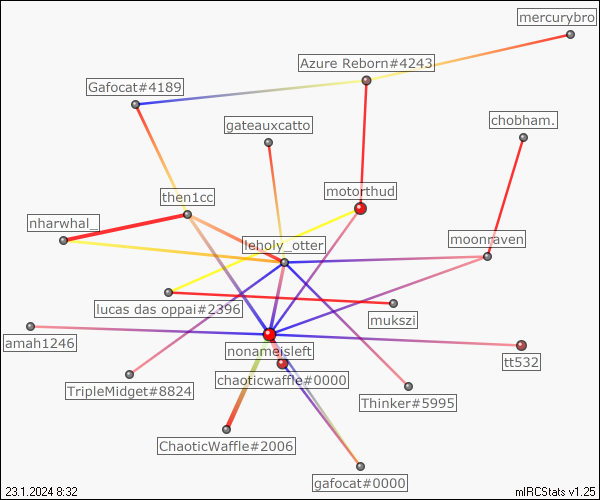 mercurybro
Azure Reborn#4243
Gafocat#4189
chobham.
gateauxcatto
motorthud
then1cc
nharwhal_
moonraven
leholy_otter
lucas das oppai#2396
mukszi
amah1246
nonameisleft
tt532
chaoticwaffle#0000
TripleMidget#8824
Thinker#5995
ChaoticWaffle#2006
gafocat#0000
23.1.2024 8:32
mIRCStats v1.25